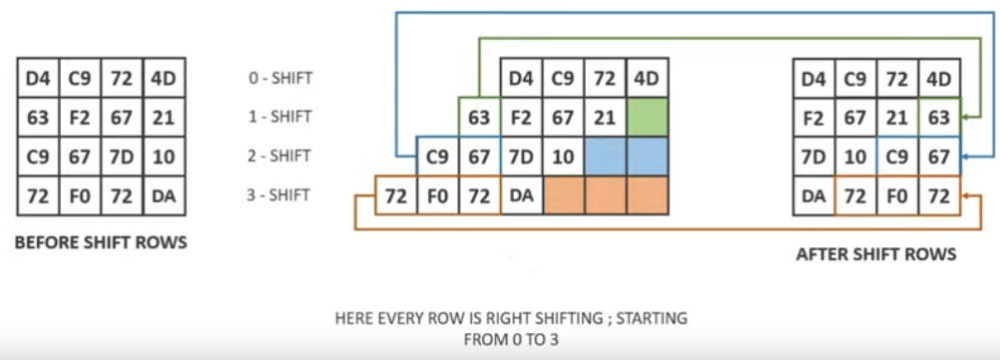 D4 C9 72 4D
63 F2 67 21
C9 67 7D 10
72 F0 72 DA
BEFORE SHIFT ROWS
0 - SHIFT
1 - SHIFT
2 - SHIFT
3 - SHIFT
D4 C9 72 4D
63 F2 67 21
C9 67 7D 10
72 F0 72 DA
D4 C9 72 4D
F2 67 21 63
7D 10 C9 67
DA 72 F0 72
AFTER SHIFT ROWS
HERE EVERY ROW IS RIGHT SHIFTING ; STARTING
FROM 0 TO 3